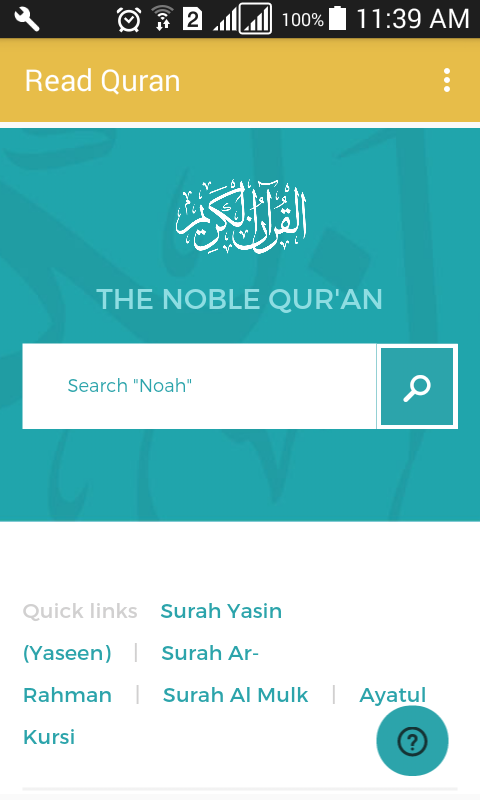 2 100% 11:39 AM
Read Quran
القرآن الكريم
THE NOBLE QUR'AN
Search "Noah"
Quick links Surah Yasin
(Yaseen) | Surah Ar-
Rahman | Surah Al Mulk | Ayatul
Kursi
?